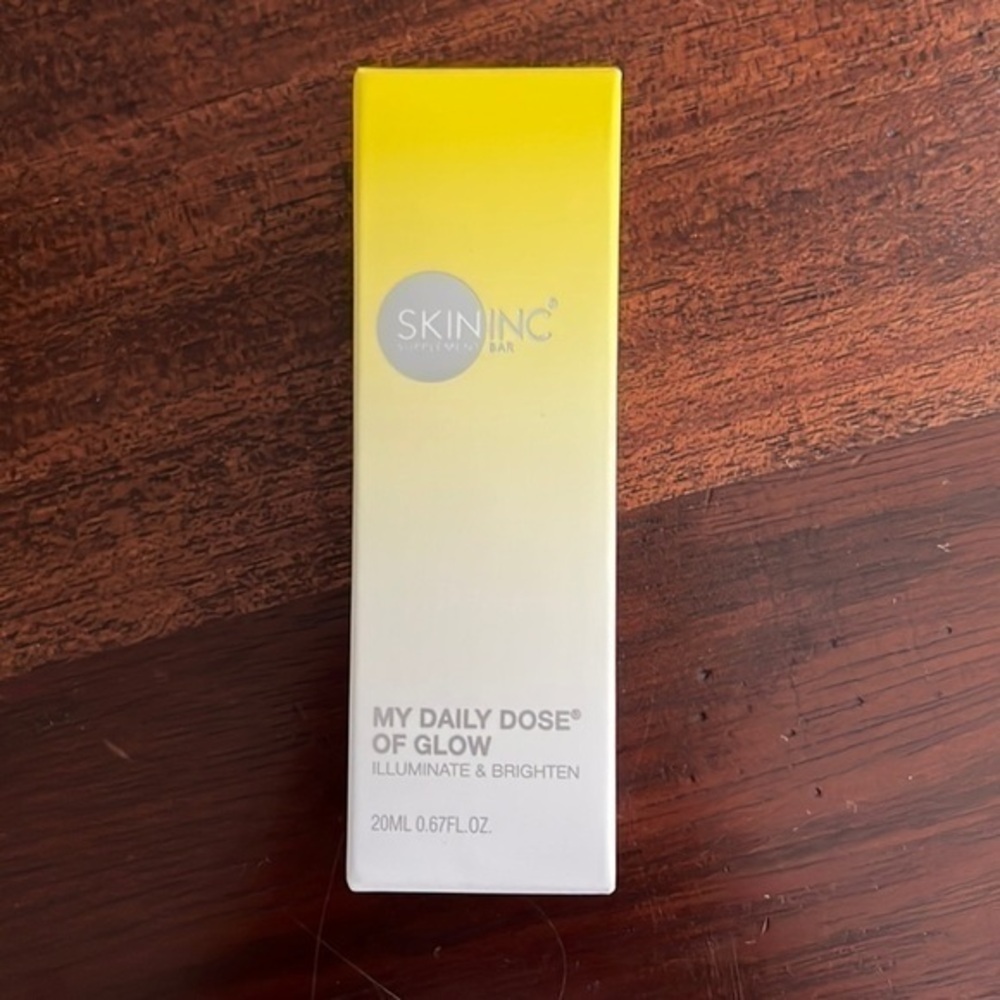 SKIN INC®
SUPPLEMENT BAR
MY DAILY DOSE®
OF GLOW
ILLUMINATE & BRIGHTEN
20ML 0.67FL.OZ.